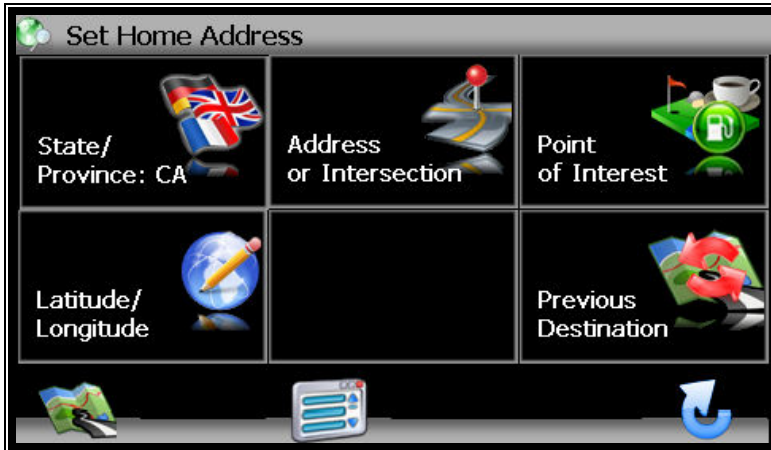 Set Home Address
State/
Province: CA
Address
or Intersection
Point
of Interest
Latitude/
Longitude
Previous
Destination